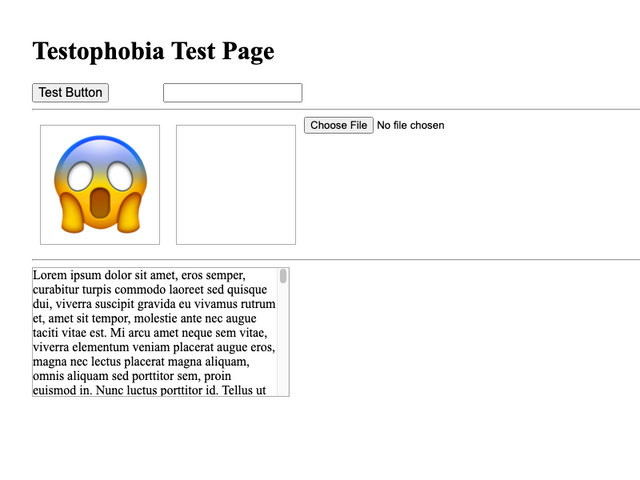 Testophobia Test Page
Test Button
Choose File No file chosen
Lorem ipsum dolor sit amet, eros semper,
curabitur turpis commodo laoreet sed quisque
dui, viverra suscipit gravida eu vivamus rutrum
et, amet sit tempor, molestie ante nec augue
taciti vitae est. Mi arcu amet neque sem vitae,
viverra elementum veniam placerat augue eros,
magna nec lectus placerat magna aliquam,
omnis aliquam sed porttitor sem, proin
euismod in. Nunc luctus porttitor id. Tellus ut